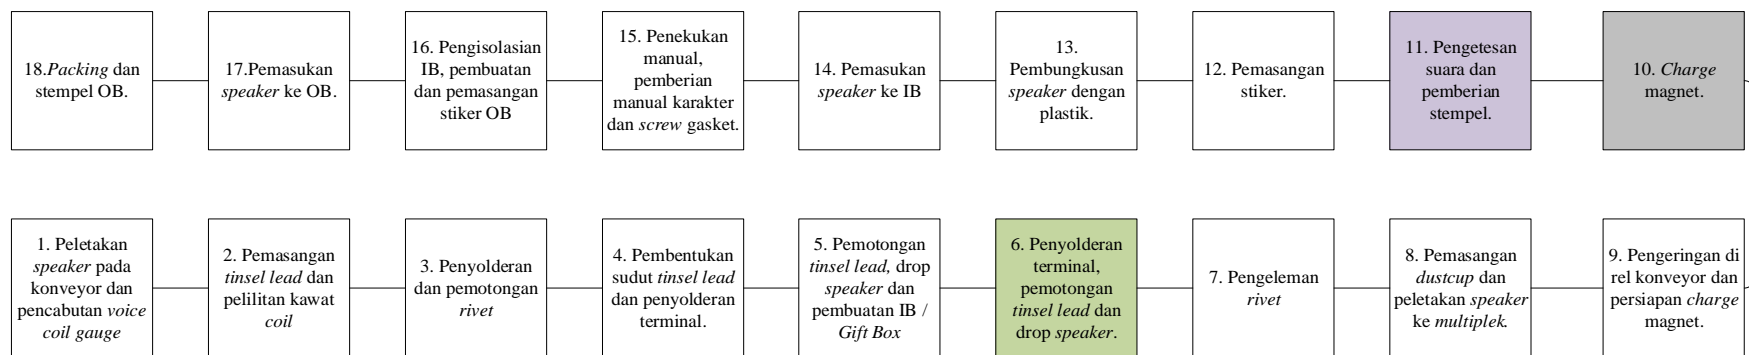 18.Packing dan
stempel OB.
17.Pemasukan
speaker ke OB.
16. Pengisolasian
IB, pembuatan
dan pemasangan
stiker OB
15. Penekukan
manual,
pemberian
manual karakter
dan screw gasket.
14. Pemasukan
speaker ke IB
13.
Pembungkusan
speaker dengan
plastik.
12. Pemasangan
stiker.
11. Pengetesan
suara dan
pemberian
stempel.
10. Charge
magnet.
1. Peletakan
speaker pada
konveyor dan
pencabutan voice
coil gauge
2. Pemasangan
tinsel lead dan
pelilitan kawat
coil
3. Penyolderan
dan pemotongan
rivet
4. Pembentukan
sudut tinsel lead
dan penyolderan
terminal.
5. Pemotongan
tinsel lead, drop
speaker dan
pembuatan IB /
Gift Box
6. Penyolderan
terminal,
pemotongan
tinsel lead dan
drop speaker.
7. Pengeleman
rivet
8. Pemasangan
dustcup dan
peletakan speaker
ke multiplek.
9. Pengeringan di
rel konveyor dan
persiapan charge
magnet.